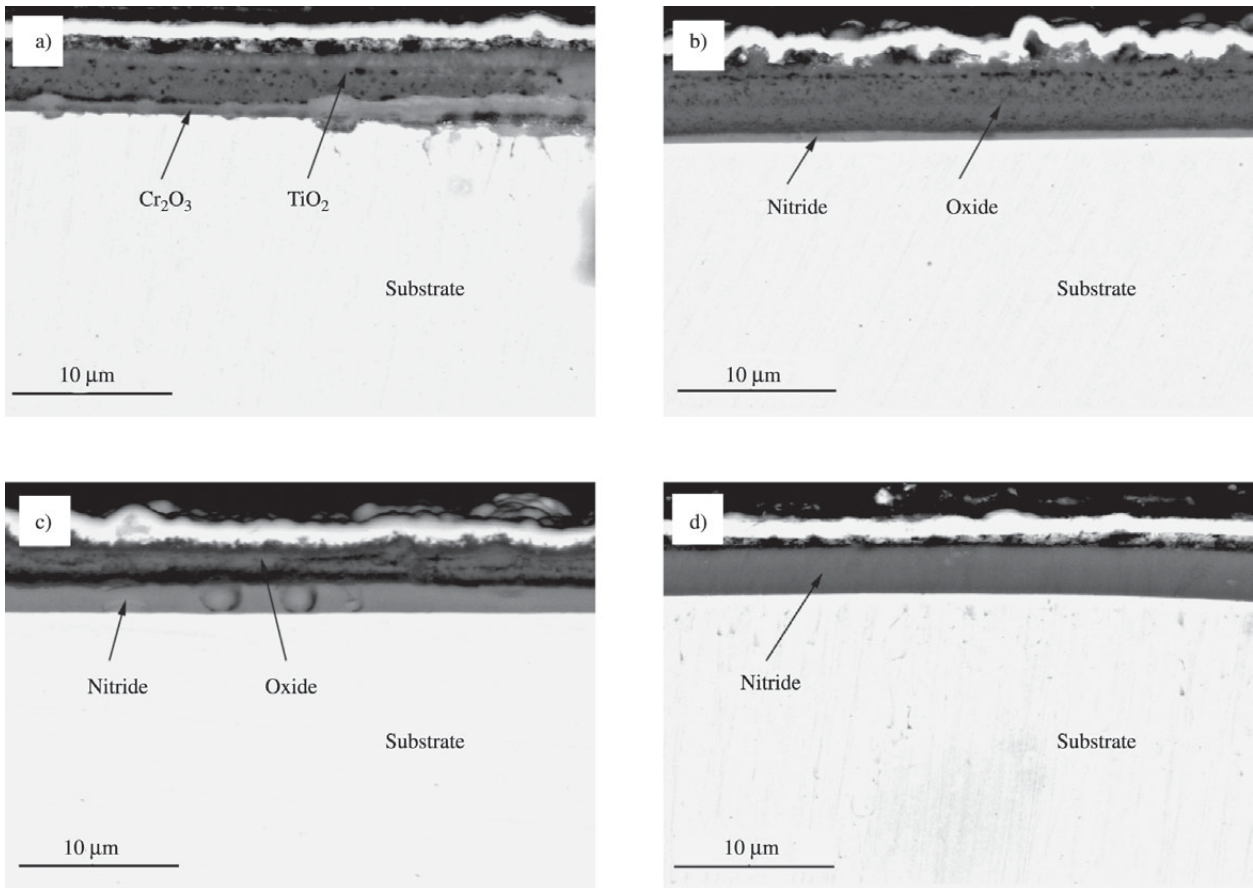 a)
Cr₂O₃
TiO₂
Substrate
10 μm
b)
Nitride
Oxide
Substrate
10 μm
c)
Nitride
Oxide
Substrate
10 μm
d)
Nitride
Substrate
10 μm